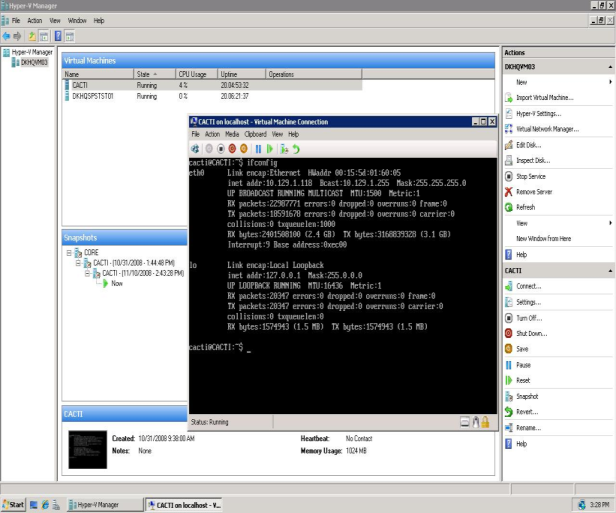 Hyper-V Manager
File Action View Window Help
Hyper-V Manager
DKHQVM03
Virtual Machines
Name State CPU Usage Uptime Operations
CACTI Running 4 % 20.04:53:32
DKHQSPSTST01 Running 0 % 20.06:21:37
CACTI on localhost - Virtual Machine Connection
File Action Media Clipboard View Help
cacti@CACTI:~$ ifconfig
eth0 Link encap:Ethernet HWaddr 00:15:5d:01:60:05
inet addr:10.129.1.118 Bcast:10.129.1.255 Mask:255.255.255.0
UP BROADCAST RUNNING MULTICAST MTU:1500 Metric:1
RX packets:22987771 errors:0 dropped:0 overruns:0 frame:0
TX packets:18591678 errors:0 dropped:0 overruns:0 carrier:0
collisions:0 txqueuelen:1000
RX bytes:2401508100 (2.4 GB) TX bytes:3168839328 (3.1 GB)
Interrupt:9 Base address:0xec00
lo Link encap:Local Loopback
inet addr:127.0.0.1 Mask:255.0.0.0
UP LOOPBACK RUNNING MTU:16436 Metric:1
RX packets:20347 errors:0 dropped:0 overruns:0 frame:0
TX packets:20347 errors:0 dropped:0 overruns:0 carrier:0
collisions:0 txqueuelen:0
RX bytes:1574943 (1.5 MB) TX bytes:1574943 (1.5 MB)
cacti@CACTI:~$ _
Status: Running
Snapshots
CORE
CACTI - (10/31/2008 - 1:44:48 PM)
CACTI - (11/10/2008 - 2:43:28 PM)
Now
CACTI
Created: 10/31/2008 9:38:00 AM
Notes: None
Heartbeat: No Contact
Memory Usage: 1024 MB
Actions
DKHQVM03
New
Import Virtual Machine...
Hyper-V Settings...
Virtual Network Manager...
Edit Disk...
Inspect Disk...
Stop Service
Remove Server
Refresh
View
New Window from Here
Help
CACTI
Connect...
Settings...
Turn Off...
Shut Down...
Save
Pause
Reset
Snapshot
Revert...
Rename...
Help
Start
Hyper-V Manager
CACTI on localhost - V...
3:28 PM